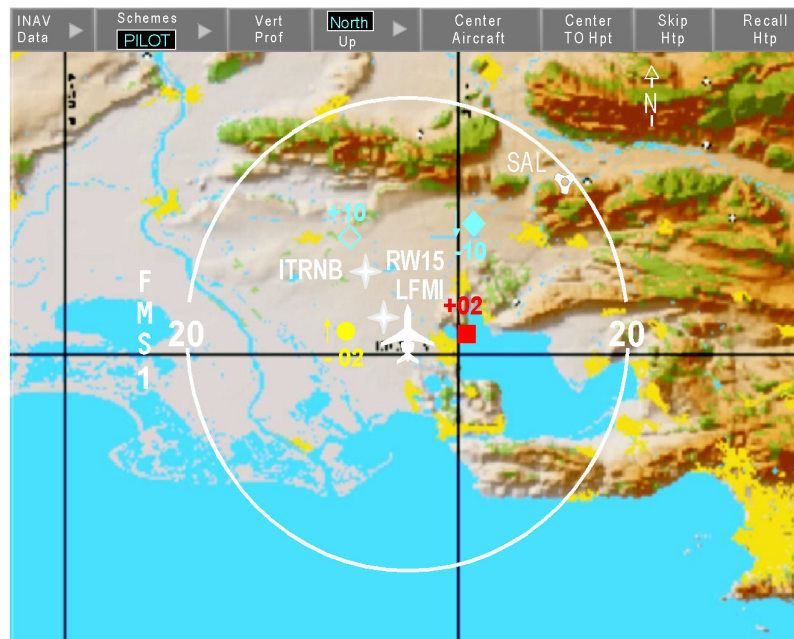 INAV Data
Schemes PILOT
Vert Prof
North Up
Center Aircraft
Center TO Hpt
Skip Htp
Recall Htp
N
SAL
+10
-10
ITRNB
RW15
LFMI
+02
FMS1
20
20
- 02